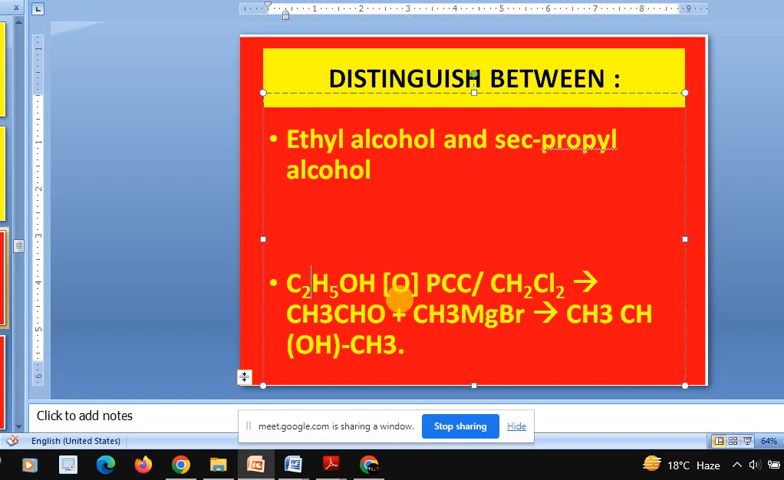 DISTINGUISH BETWEEN :
• Ethyl alcohol and sec-propyl
alcohol
• C₂H₅OH [O] PCC/ CH₂Cl₂ →
CH3CHO + CH3MgBr → CH3 CH
(OH)-CH3.
Click to add notes
meet.google.com is sharing a window. Stop sharing Hide
English (United States) 64%
18°C Haze